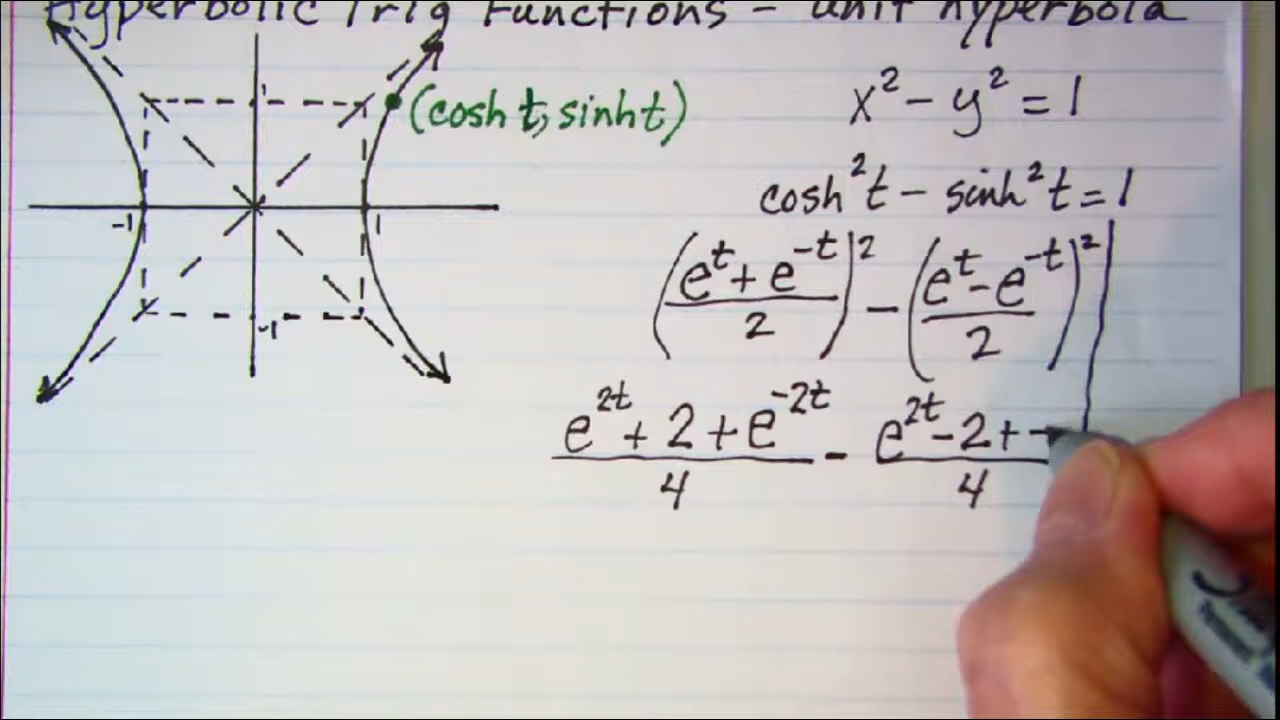 Hyperbolic Trig Functions - unit hyperbola
x² - y² = 1
1
(cosh t, sinh t)
cosh²t - sinh²t = 1
-1
1
(e^t + e^-t / 2)² - (e^t - e^-t / 2)²
-1
e^2t + 2 + e^-2t / 4 - e^2t - 2 + / 4